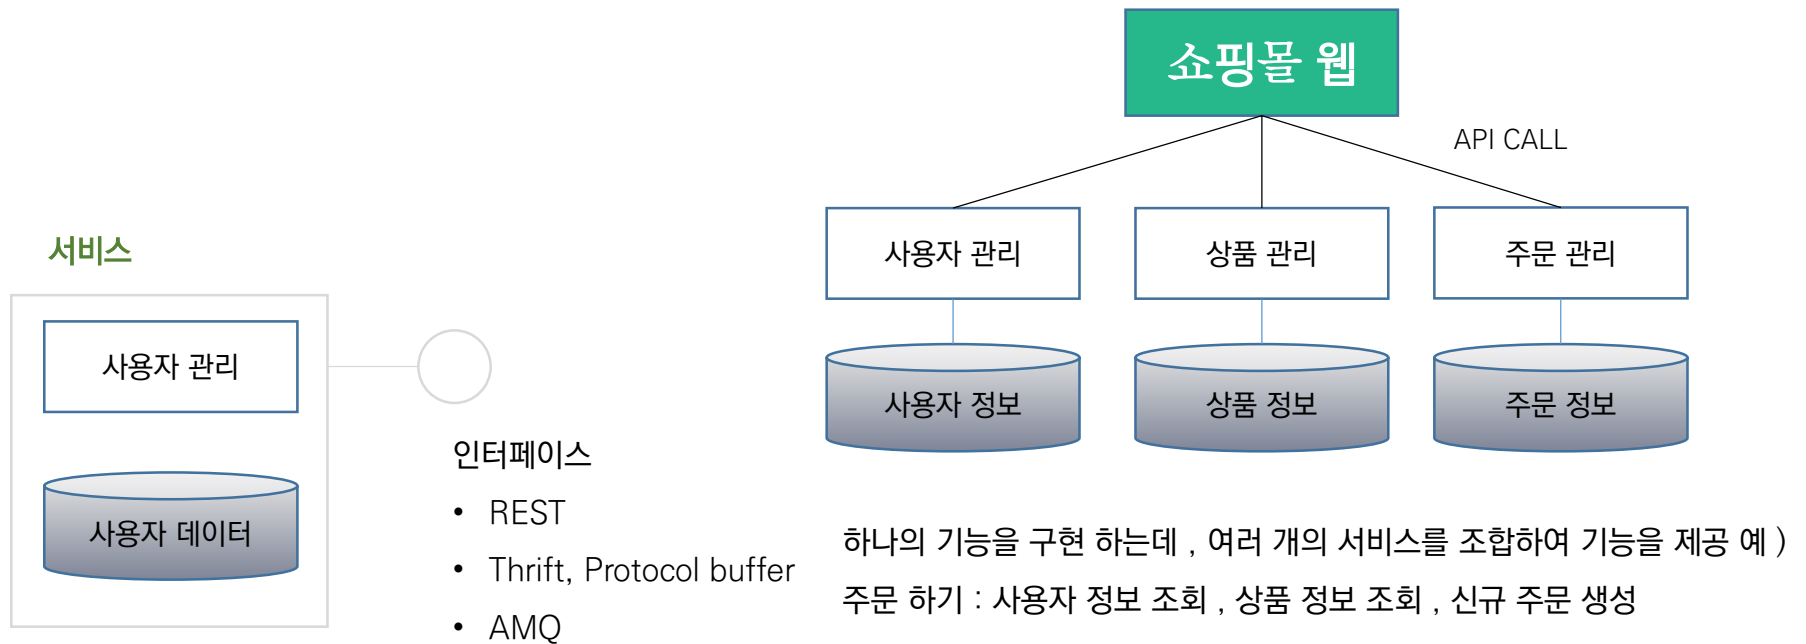 쇼핑몰 웹
API CALL
사용자 관리
상품 관리
주문 관리
사용자 정보
상품 정보
주문 정보
서비스
사용자 관리
사용자 데이터
인터페이스
• REST
• Thrift, Protocol buffer
• AMQ
하나의 기능을 구현 하는데 , 여러 개의 서비스를 조합하여 기능을 제공 예 )
주문 하기 : 사용자 정보 조회 , 상품 정보 조회 , 신규 주문 생성